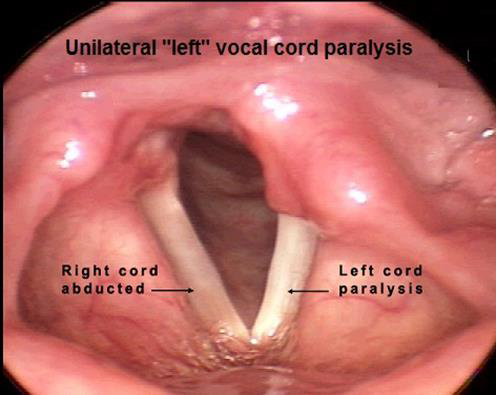 Unilateral "left" vocal cord paralysis
Right cord
abducted
Left cord
paralysis